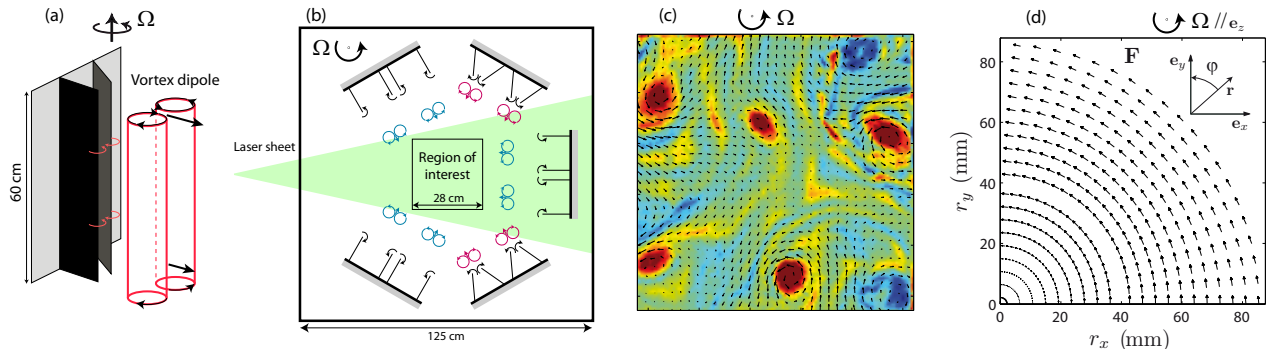 (a)
Ω
Vortex dipole
60 cm
(b)
Ω
Laser sheet
Region of
interest
28 cm
125 cm
(c)
Ω
(d)
Ω // e_z
F
e_y
φ
r
e_x
r_y (mm)
80
60
40
20
0
0 20 40 60 80
r_x (mm)